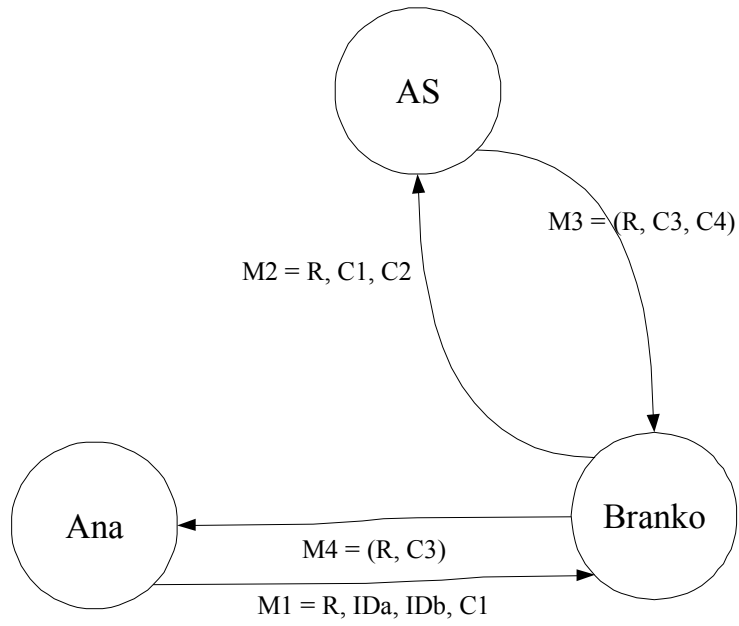 AS
M3 = (R, C3, C4)
M2 = R, C1, C2
Ana
Branko
M4 = (R, C3)
M1 = R, IDa, IDb, C1